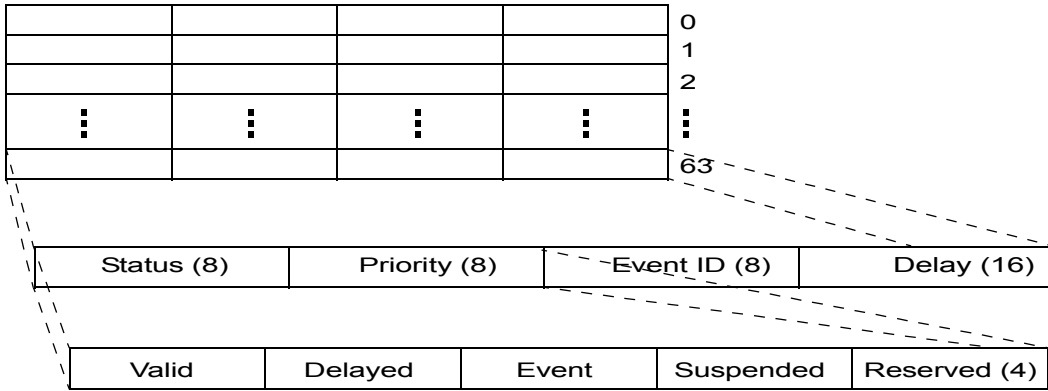 0
1
2
63
Status (8) Priority (8) Event ID (8) Delay (16)
Valid Delayed Event Suspended Reserved (4)